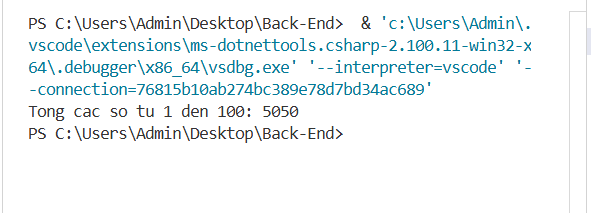 PS C:\Users\Admin\Desktop\Back-End>  & 'c:\Users\Admin\.
vscode\extensions\ms-dotnettools.csharp-2.100.11-win32-x
64\.debugger\x86_64\vsdbg.exe' '--interpreter=vscode' '-
-connection=76815b10ab274bc389e78d7bd34ac689'
Tong cac so tu 1 den 100: 5050
PS C:\Users\Admin\Desktop\Back-End>